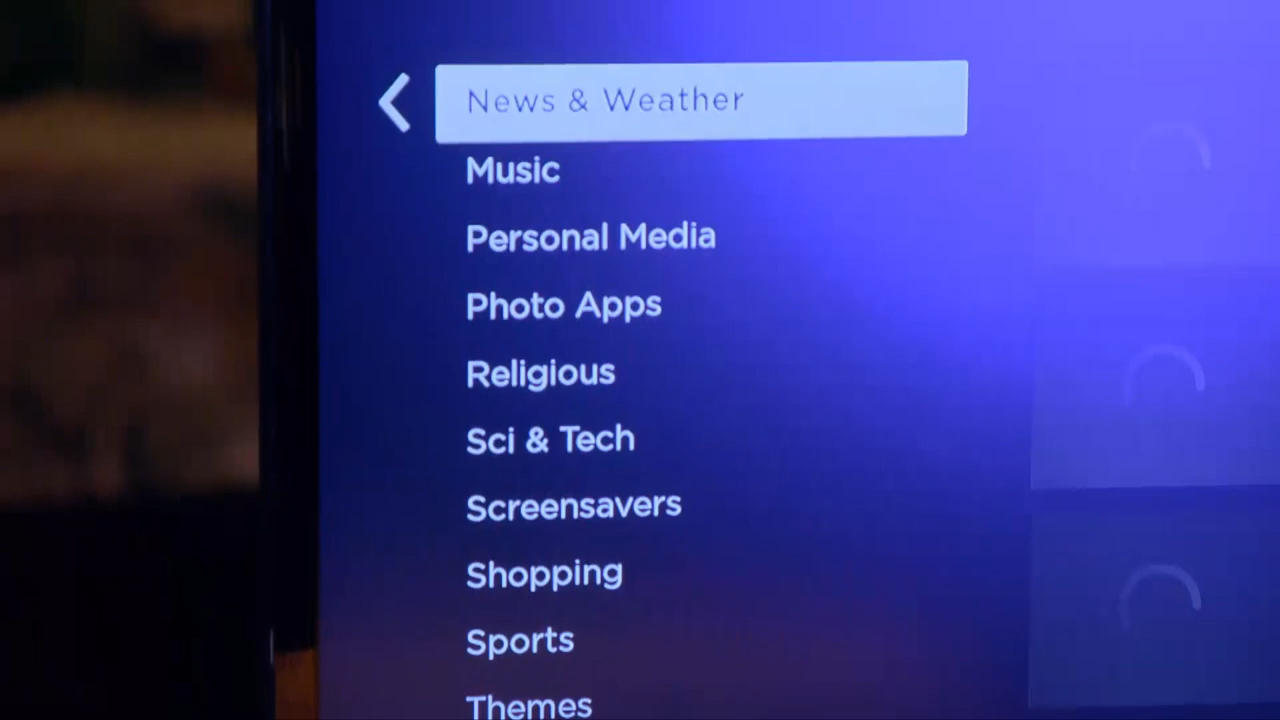 News & Weather
Music
Personal Media
Photo Apps
Religious
Sci & Tech
Screensavers
Shopping
Sports
Themes